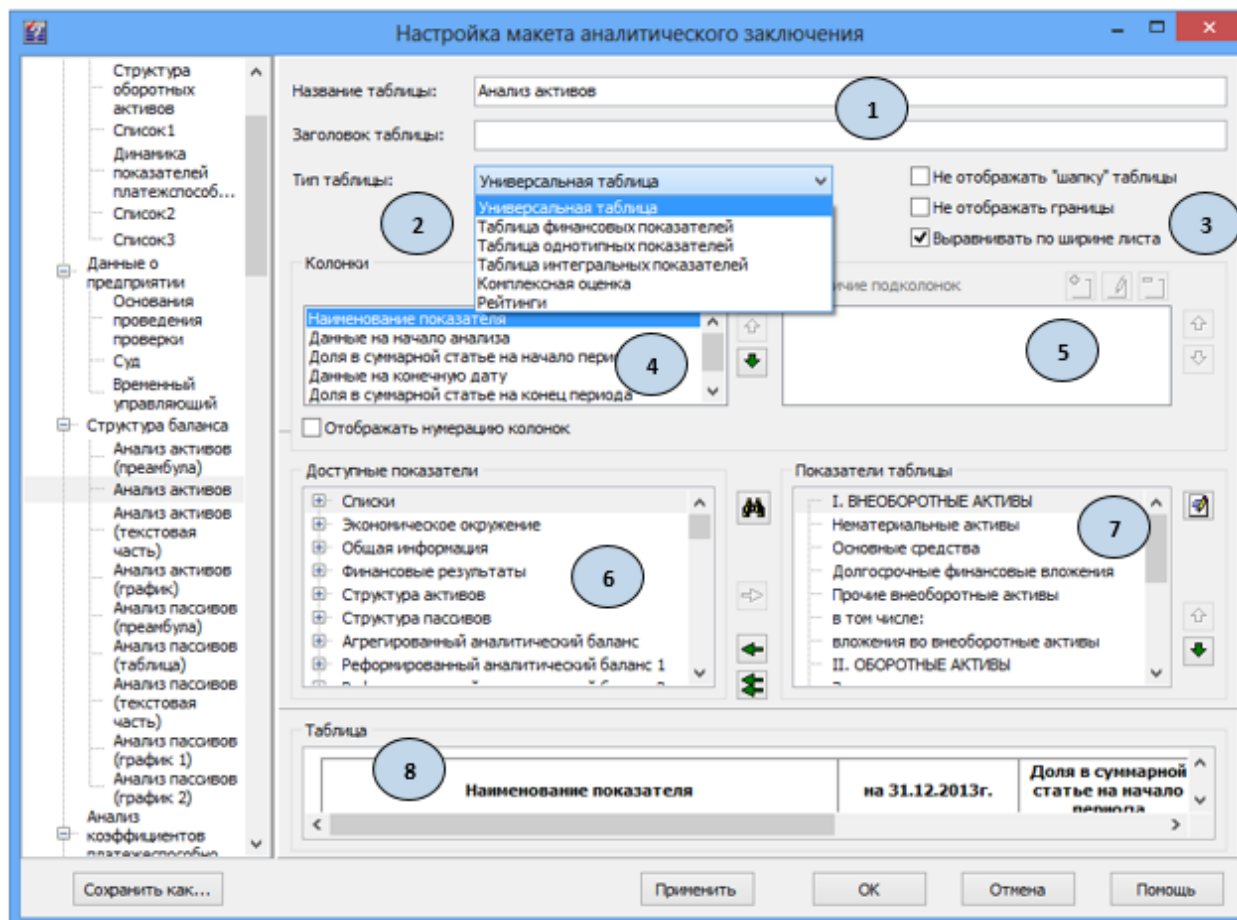 Настройка макета аналитического заключения
Структура
оборотных
активов
Список1
Динамика
показателей
платежспособ...
Список2
Список3
Данные о
предприятии
Основания
проведения
проверки
Суд
Временный
управляющий
Структура баланса
Анализ активов
(преамбула)
Анализ активов
Анализ активов
(текстовая
часть)
Анализ активов
(график)
Анализ пассивов
(преамбула)
Анализ пассивов
(таблица)
Анализ пассивов
(текстовая
часть)
Анализ пассивов
(график 1)
Анализ пассивов
(график 2)
Анализ
коэффициентов
Название таблицы: Анализ активов
1
Заголовок таблицы:
Тип таблицы: Универсальная таблица
2
Универсальная таблица
Таблица финансовых показателей
Таблица однотипных показателей
Таблица интегральных показателей
Комплексная оценка
Рейтинги
Не отображать "шапку" таблицы
Не отображать границы
Выравнивать по ширине листа
3
Колонки
подколонок
Наименование показателя
Данные на начало анализа
Доля в суммарной статье на начало
Данные на конечную дату
Доля в суммарной статье на конец периода
4
5
Отображать нумерацию колонок
Доступные показатели
Списки
Экономическое окружение
Общая информация
Финансовые результаты
Структура активов
Структура пассивов
Агрегированный аналитический баланс
Реформированный аналитический баланс 1
6
Показатели таблицы
I. ВНЕОБОРОТНЫЕ АКТИВЫ
Нематериальные активы
Основные средства
Долгосрочные финансовые вложения
Прочие внеоборотные активы
в том числе:
вложения во внеоборотные активы
II. ОБОРОТНЫЕ АКТИВЫ
7
Таблица
8
Наименование показателя
на 31.12.2013г.
Доля в суммарной
статье на начало
периода
Сохранить как...
Применить
OK
Отмена
Помощь